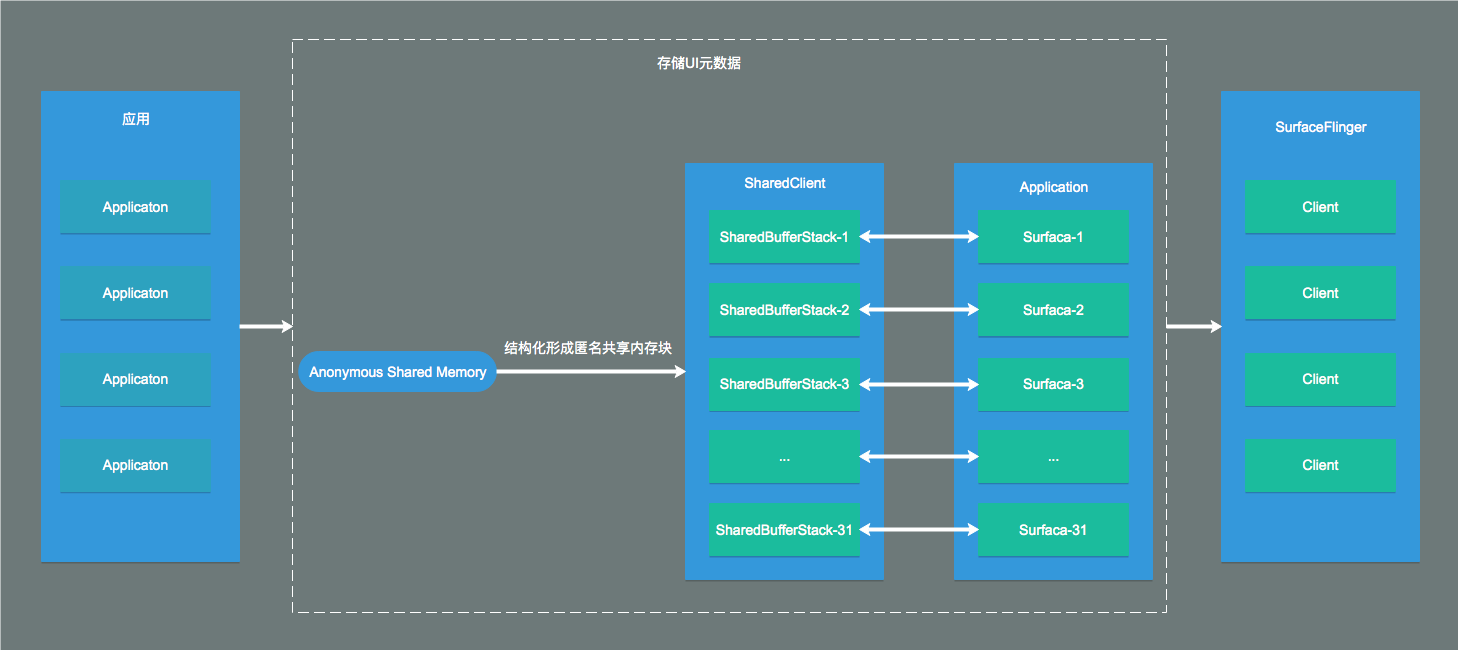 存储UI元数据
应用
Applicaton
Applicaton
Applicaton
Applicaton
Anonymous Shared Memory
结构化形成匿名共享内存块
SharedClient
SharedBufferStack-1
SharedBufferStack-2
SharedBufferStack-3
...
SharedBufferStack-31
Application
Surfaca-1
Surfaca-2
Surfaca-3
...
Surfaca-31
SurfaceFlinger
Client
Client
Client
Client